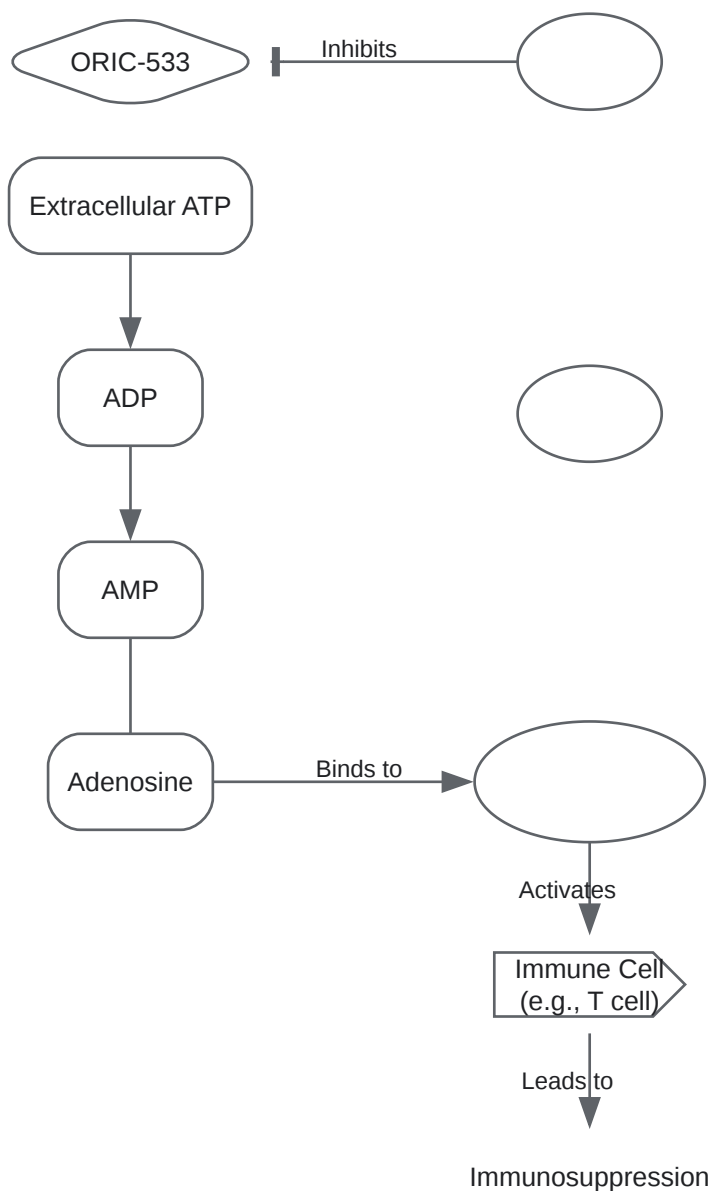 ORIC-533
Inhibits
Extracellular ATP
ADP
AMP
Adenosine
Binds to
Activates
Immune Cell
(e.g., T cell)
Leads to
Immunosuppression